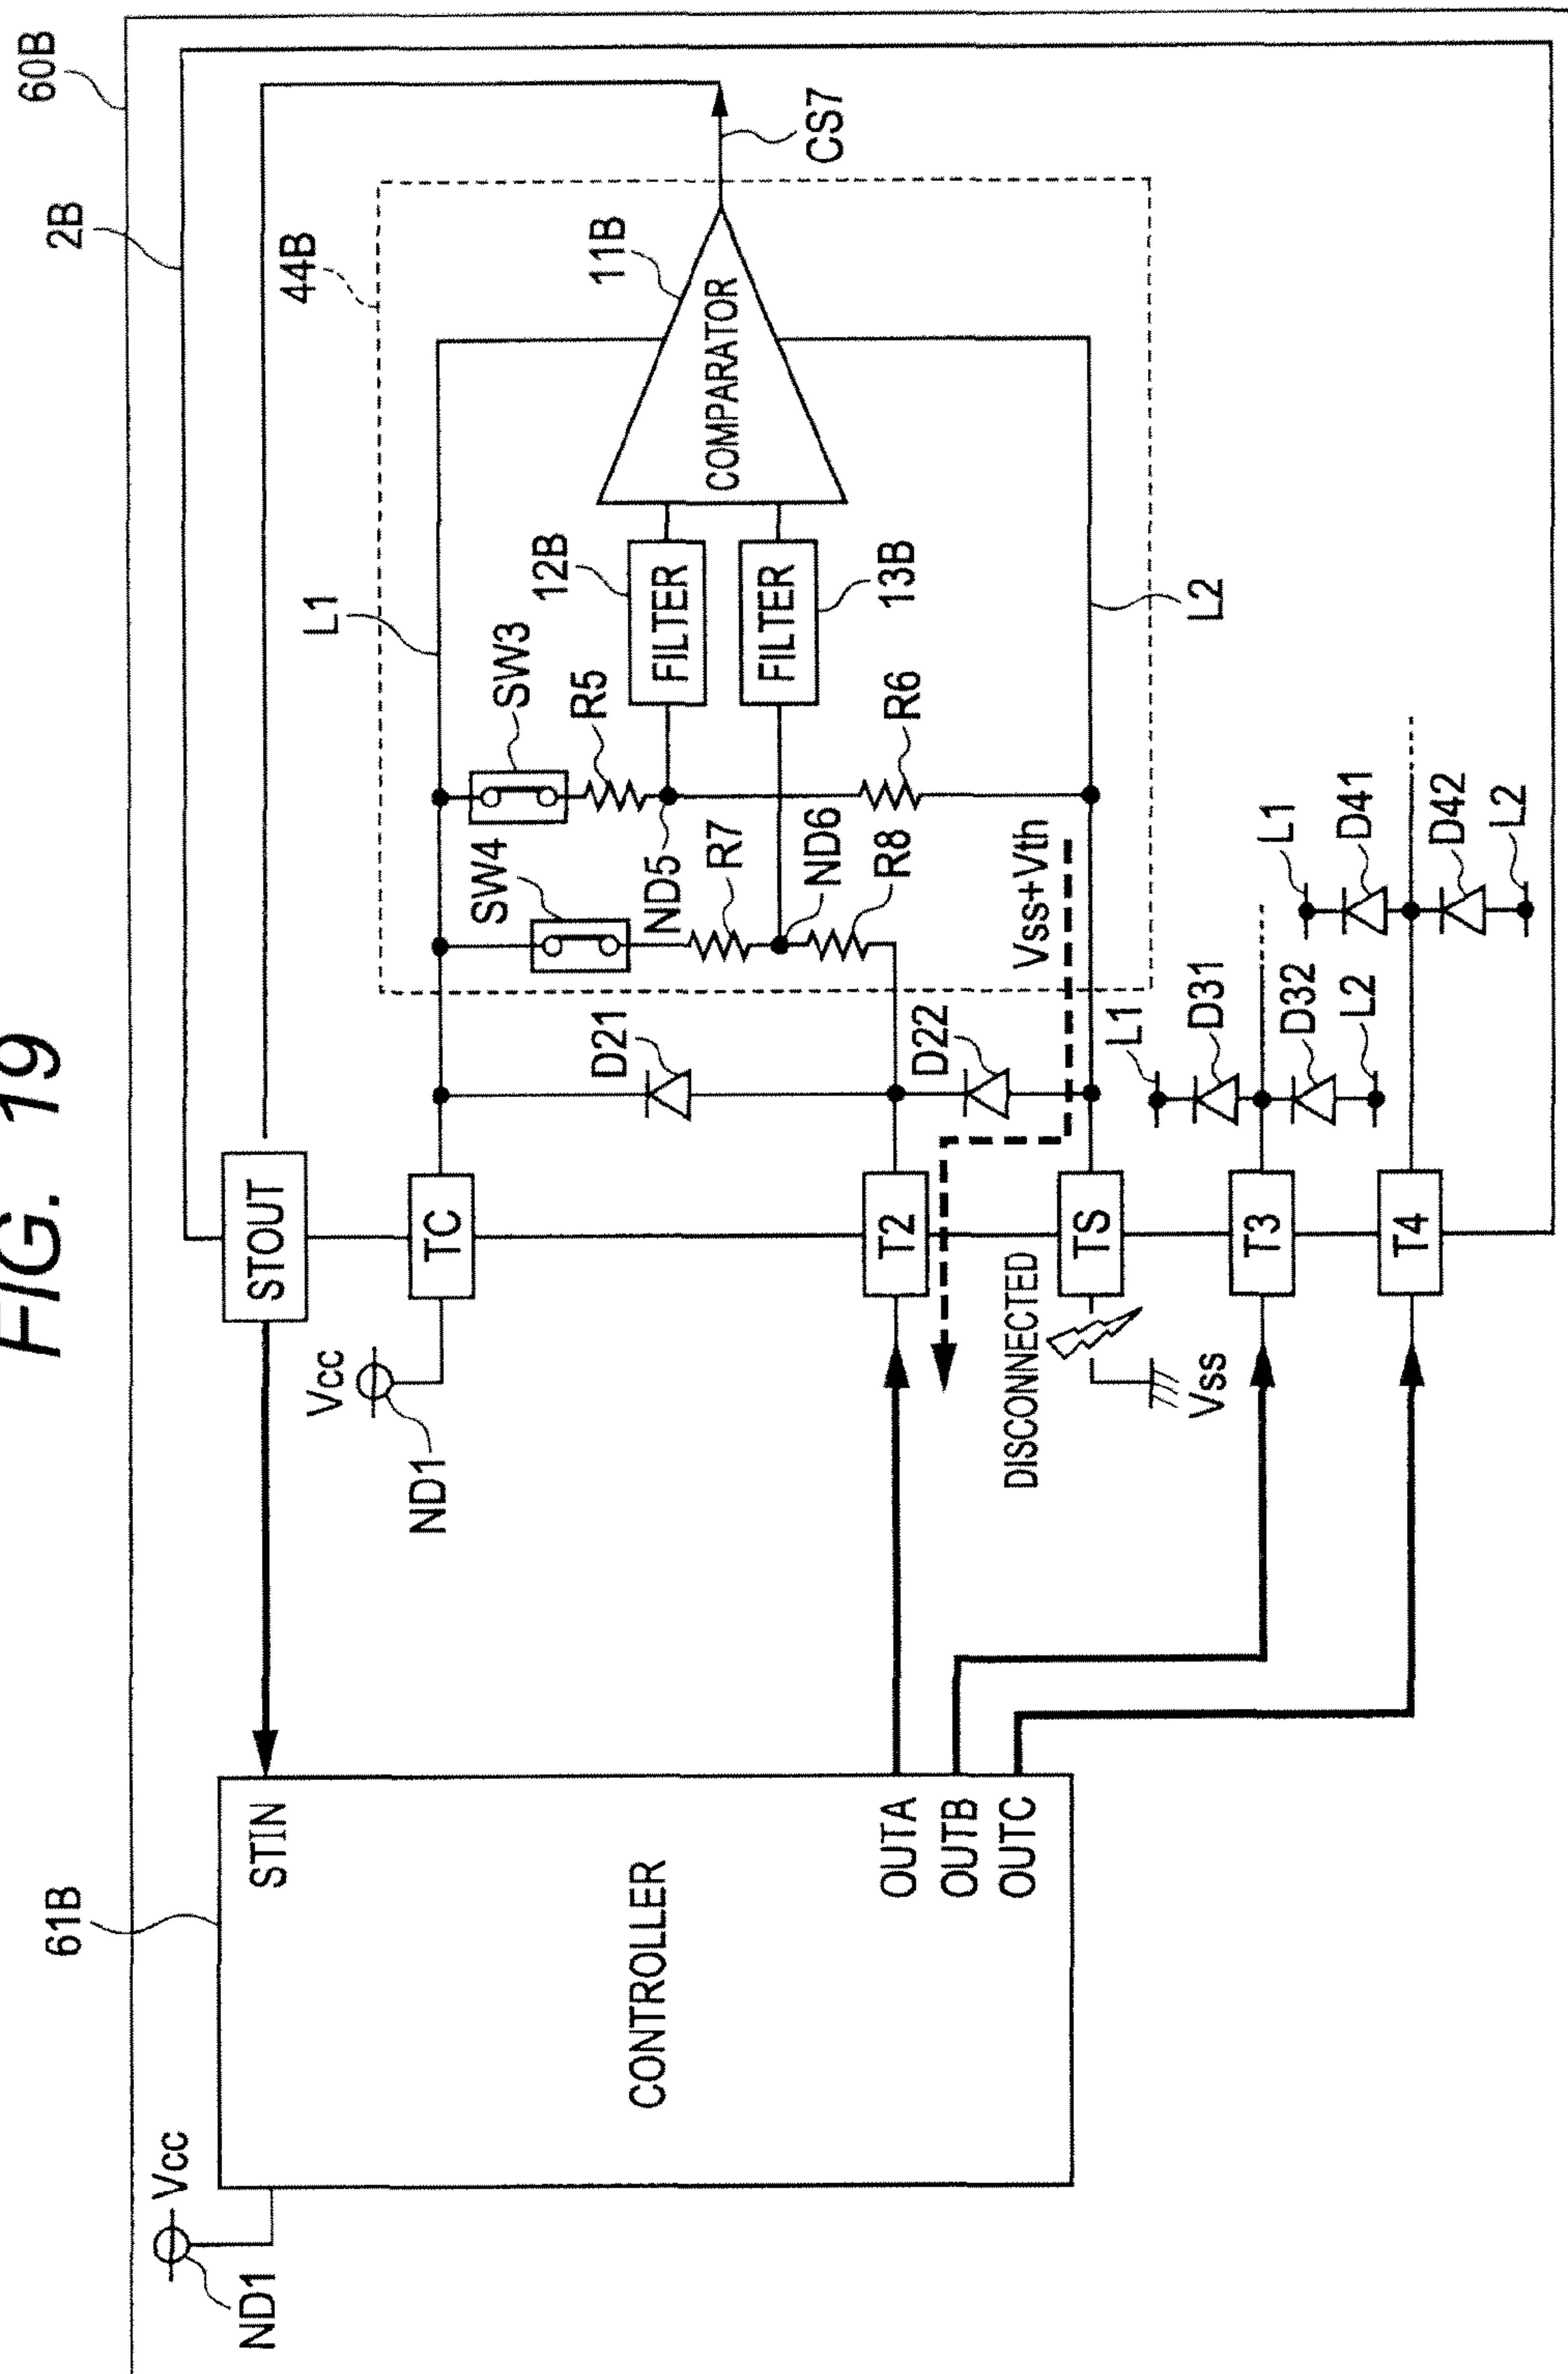 FIG. 19
60B
2B
44B
CS7
11B
COMPARATOR
L1
12B
FILTER
FILTER
13B
L2
SW3
R5
R6
SW4
ND5
R7
ND6
R8
Vss+Vth
D21
D22
L1
D31
D32
L2
L1
D41
D42
L2
STOUT
TC
T2
TS
T3
T4
Vcc
ND1
DISCONNECTED
Vss
61B
STIN
CONTROLLER
OUTA
OUTB
OUTC
Vcc
ND1